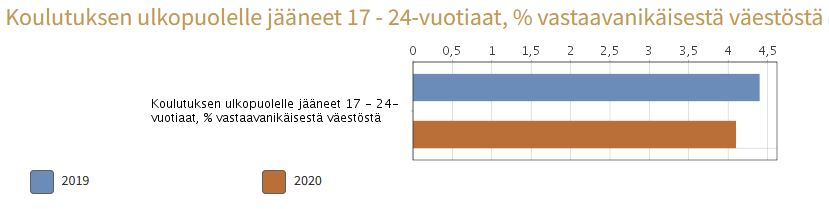 Koulutuksen ulkopuolelle jääneet 17 - 24-vuotiaat, % vastaavanikäisestä väestöstä
0 0,5 1 1,5 2 2,5 3 3,5 4 4,5
Koulutuksen ulkopuolelle jääneet 17 - 24-
vuotiaat, % vastaavanikäisestä väestöstä
2019 2020